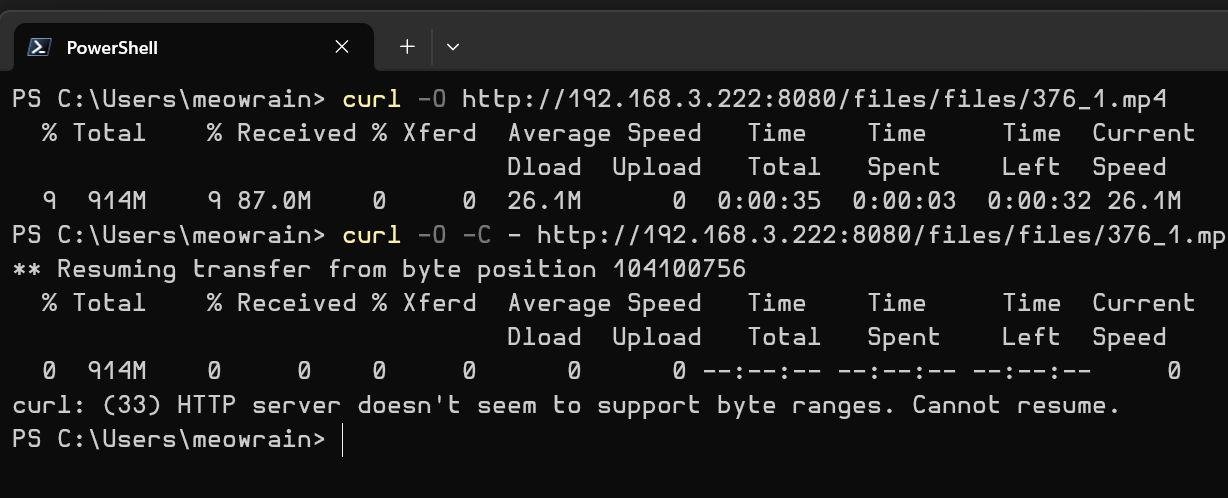 PowerShell
PS C:\Users\meowrain> curl -O http://192.168.3.222:8080/files/files/376_1.mp4
% Total % Received % Xferd Average Speed Time Time Time Current
Dload Upload Total Spent Left Speed
9 914M 9 87.0M 0 0 26.1M 0 0:00:35 0:00:03 0:00:32 26.1M
PS C:\Users\meowrain> curl -O -C - http://192.168.3.222:8080/files/files/376_1.mp
** Resuming transfer from byte position 104100756
% Total % Received % Xferd Average Speed Time Time Time Current
Dload Upload Total Spent Left Speed
0 914M 0 0 0 0 0 0 --:--:-- --:--:-- --:--:-- 0
curl: (33) HTTP server doesn't seem to support byte ranges. Cannot resume.
PS C:\Users\meowrain>